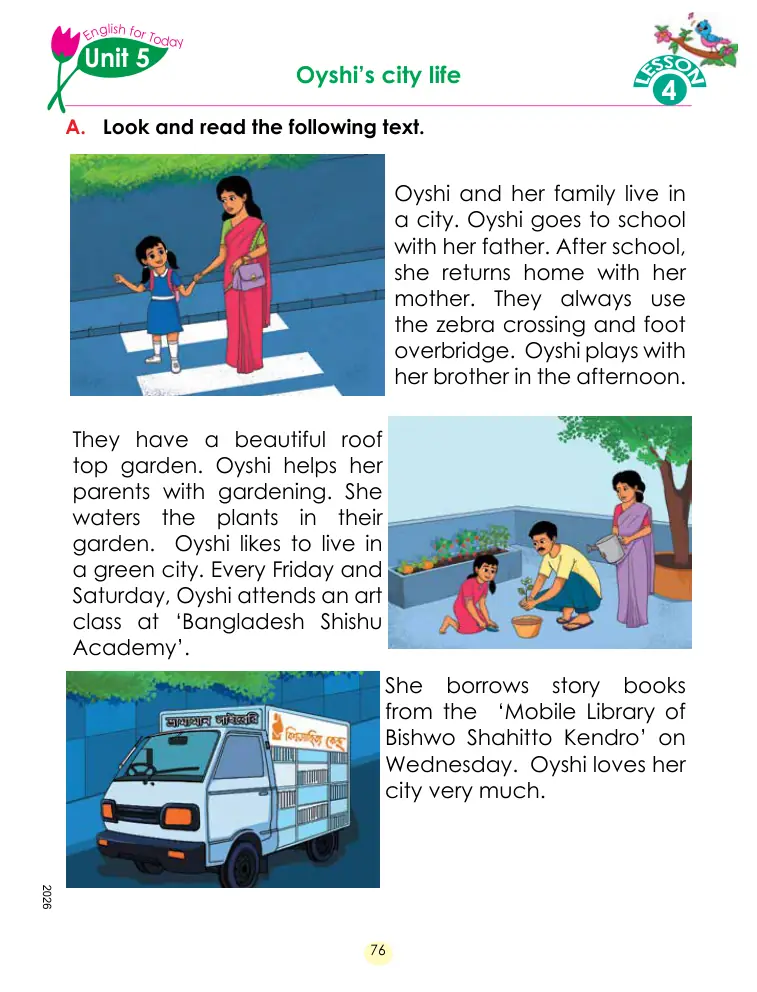 English for Today
Unit 5
Oyshi's city life
LESSON
4
A. Look and read the following text.
Oyshi and her family live in
a city. Oyshi goes to school
with her father. After school,
she returns home with her
mother. They always use
the zebra crossing and foot
overbridge. Oyshi plays with
her brother in the afternoon.
They have a beautiful roof
top garden. Oyshi helps her
parents with gardening. She
waters the plants in their
garden. Oyshi likes to live in
a green city. Every Friday and
Saturday, Oyshi attends an art
class at ‘Bangladesh Shishu
Academy’.
ভ্রাম্যমান লাইব্রেরি
বিশ্বসাহিত্য কেন্দ্র
She borrows story books
from the ‘Mobile Library of
Bishwo Shahitto Kendro’ on
Wednesday. Oyshi loves her
city very much.
2026
76